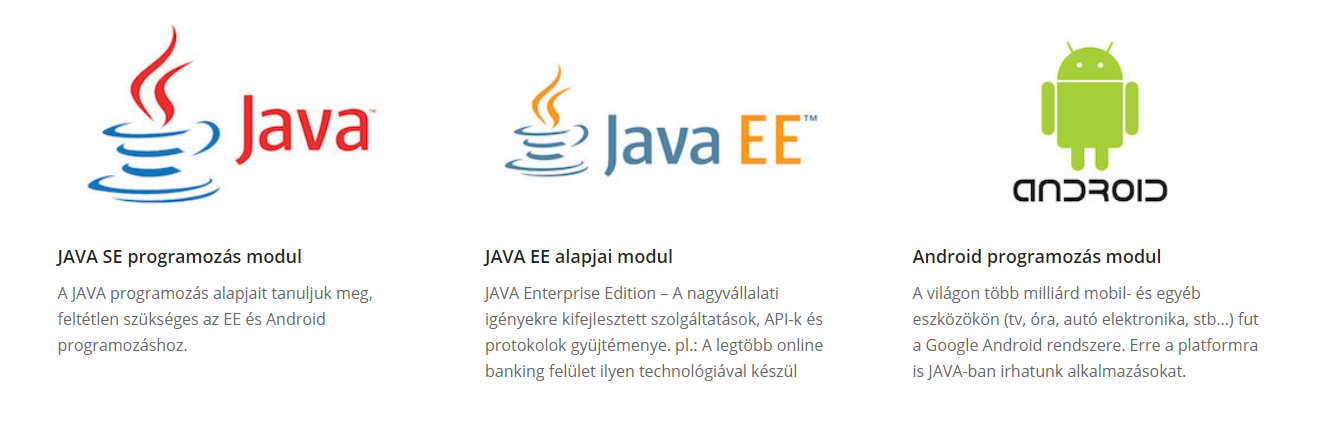 Java™
JAVA SE programozás modul
A JAVA programozás alapjait tanuljuk meg,
feltétlen szükséges az EE és Android
programozáshoz.
Java EE™
JAVA EE alapjai modul
JAVA Enterprise Edition – A nagyvállalati
igényekre kifejlesztett szolgáltatások, API-k és
protokolok gyüjtéménye. pl.: A legtöbb online
banking felület ilyen technológiával készül
ANDROID
Android programozás modul
A világon több milliárd mobil- és egyéb
eszközökön (tv, óra, autó elektronika, stb...) fut
a Google Android rendszere. Erre a platformra
is JAVA-ban irhatunk alkalmazásokat.